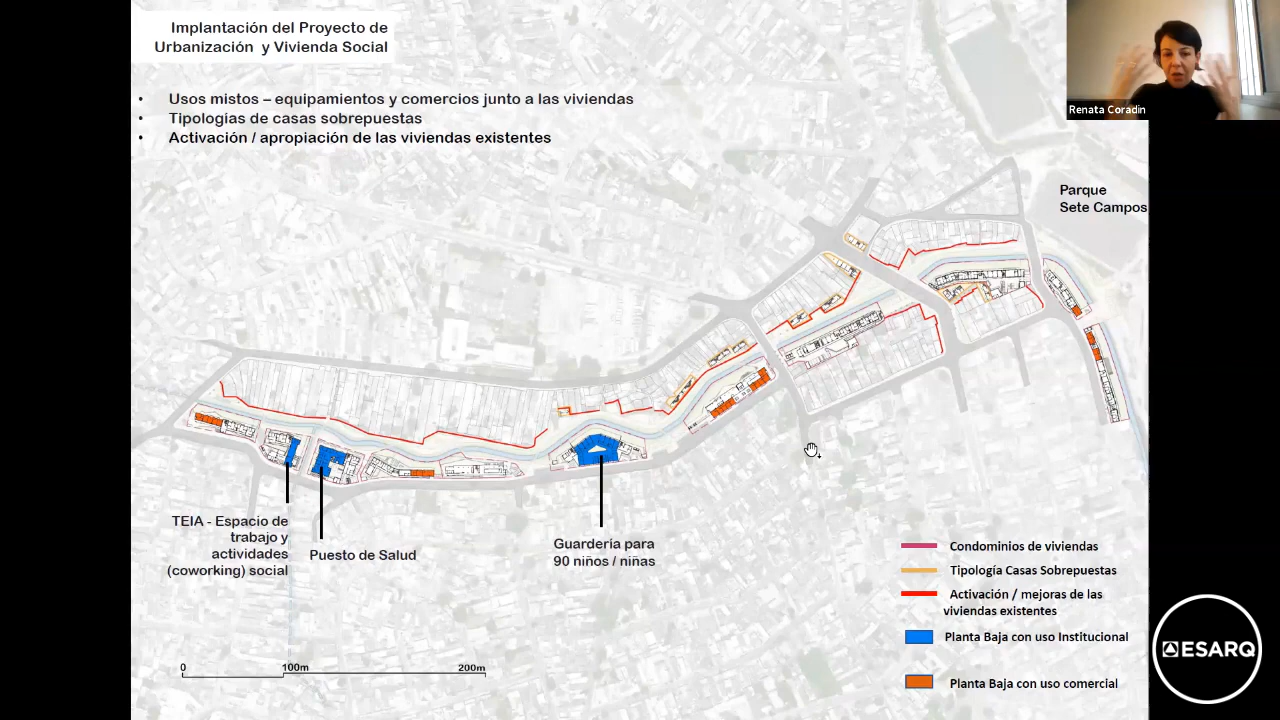 Implantación del Proyecto de
Urbanización y Vivienda Social
• Usos mistos – equipamientos y comercios junto a las viviendas
• Tipologías de casas sobrepuestas
• Activación / apropiación de las viviendas existentes
Renata Coradin
Parque
Sete Campos
TEIA - Espacio de
trabajo y
actividades
(coworking) social
Puesto de Salud
Guardería para
90 niños / niñas
Condominios de viviendas
Tipología Casas Sobrepuestas
Activación / mejoras de las
viviendas existentes
Planta Baja con uso Institucional
Planta Baja con uso comercial
0 100m 200m
ESARQ